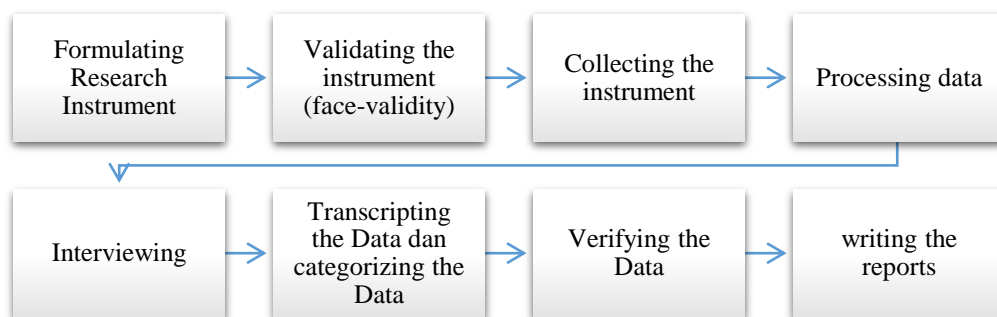 Formulating
Research
Instrument
Validating the
instrument
(face-validity)
Collecting the
instrument
Processing data
Interviewing
Transcripting
the Data dan
categorizing the
Data
Verifying the
Data
writing the
reports